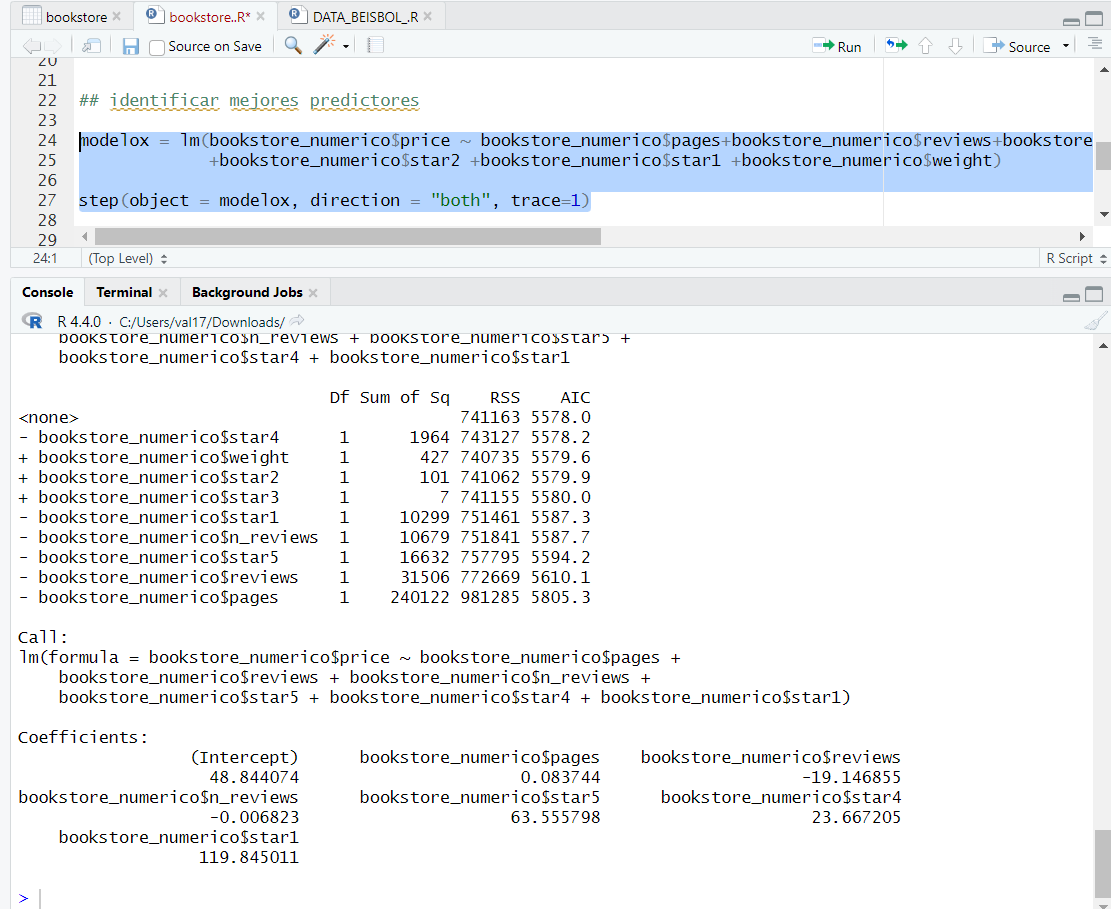 bookstore
bookstore..R*
DATA_BEISBOL_.R
Source on Save
Run
Source
20
21
22 ## identificar mejores predictores
23
24 modelox = lm(bookstore_numerico$price ~ bookstore_numerico$pages+bookstore_numerico$reviews+bookstore
25 +bookstore_numerico$star2 +bookstore_numerico$star1 +bookstore_numerico$weight)
26
27 step(object = modelox, direction = "both", trace=1)
28
29
24:1 (Top Level) R Script
Console Terminal Background Jobs
R R 4.4.0 · C:/Users/val17/Downloads/
bookstore_numerico$n_reviews + bookstore_numerico$star5 +
bookstore_numerico$star4 + bookstore_numerico$star1
Df Sum of Sq RSS AIC
<none> 741163 5578.0
- bookstore_numerico$star4 1 1964 743127 5578.2
+ bookstore_numerico$weight 1 427 740735 5579.6
+ bookstore_numerico$star2 1 101 741062 5579.9
+ bookstore_numerico$star3 1 7 741155 5580.0
- bookstore_numerico$star1 1 10299 751461 5587.3
- bookstore_numerico$n_reviews 1 10679 751841 5587.7
- bookstore_numerico$star5 1 16632 757795 5594.2
- bookstore_numerico$reviews 1 31506 772669 5610.1
- bookstore_numerico$pages 1 240122 981285 5805.3
Call:
lm(formula = bookstore_numerico$price ~ bookstore_numerico$pages +
bookstore_numerico$reviews + bookstore_numerico$n_reviews +
bookstore_numerico$star5 + bookstore_numerico$star4 + bookstore_numerico$star1)
Coefficients:
(Intercept) bookstore_numerico$pages bookstore_numerico$reviews
48.844074 0.083744 -19.146855
bookstore_numerico$n_reviews bookstore_numerico$star5 bookstore_numerico$star4
-0.006823 63.555798 23.667205
bookstore_numerico$star1
119.845011
>